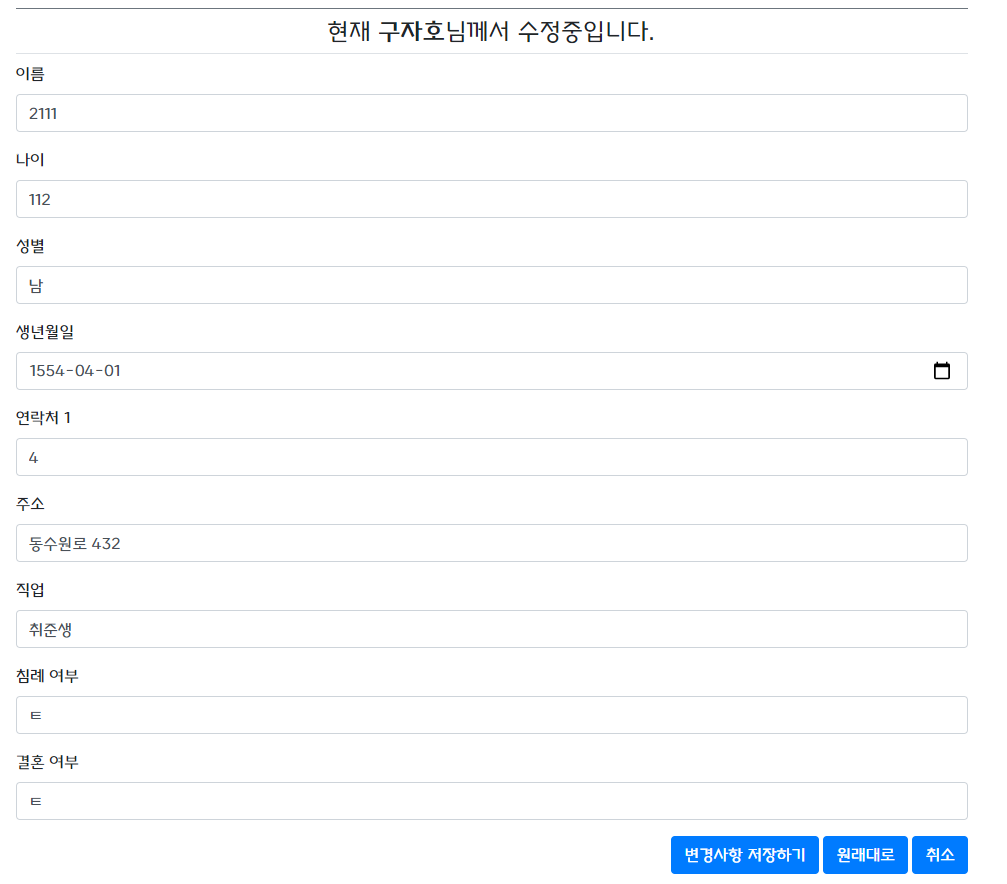 현재 구자호님께서 수정중입니다.
이름
2111
나이
112
성별
남
생년월일
1554-04-01
연락처 1
4
주소
동수원로 432
직업
취준생
침례 여부
ㅌ
결혼 여부
ㅌ
변경사항 저장하기 원래대로 취소